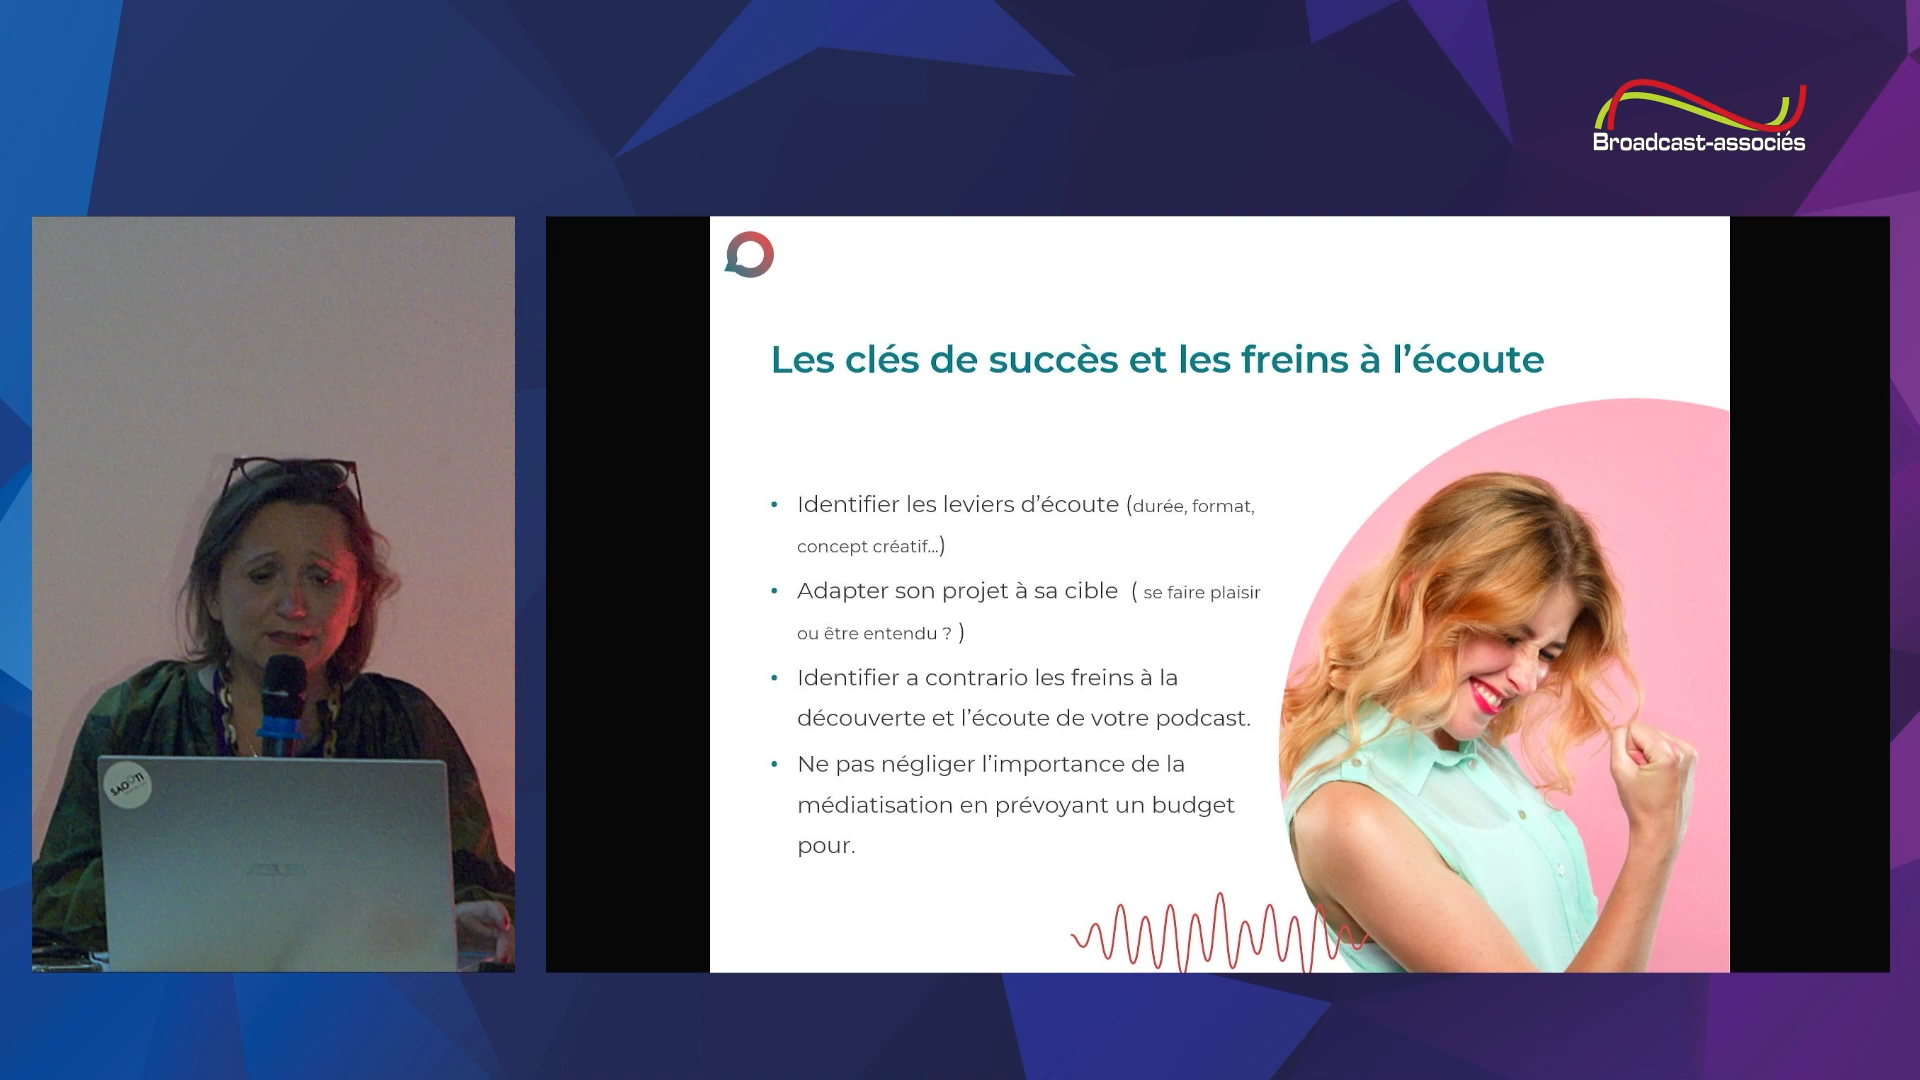 Broadcast-associés
Les clés de succès et les freins à l’écoute
• Identifier les leviers d’écoute (durée, format,
concept créatif...)
• Adapter son projet à sa cible ( se faire plaisir
ou être entendu ? )
• Identifier a contrario les freins à la
découverte et l’écoute de votre podcast.
• Ne pas négliger l’importance de la
médiatisation en prévoyant un budget
pour.
SAOOTI
ASUS